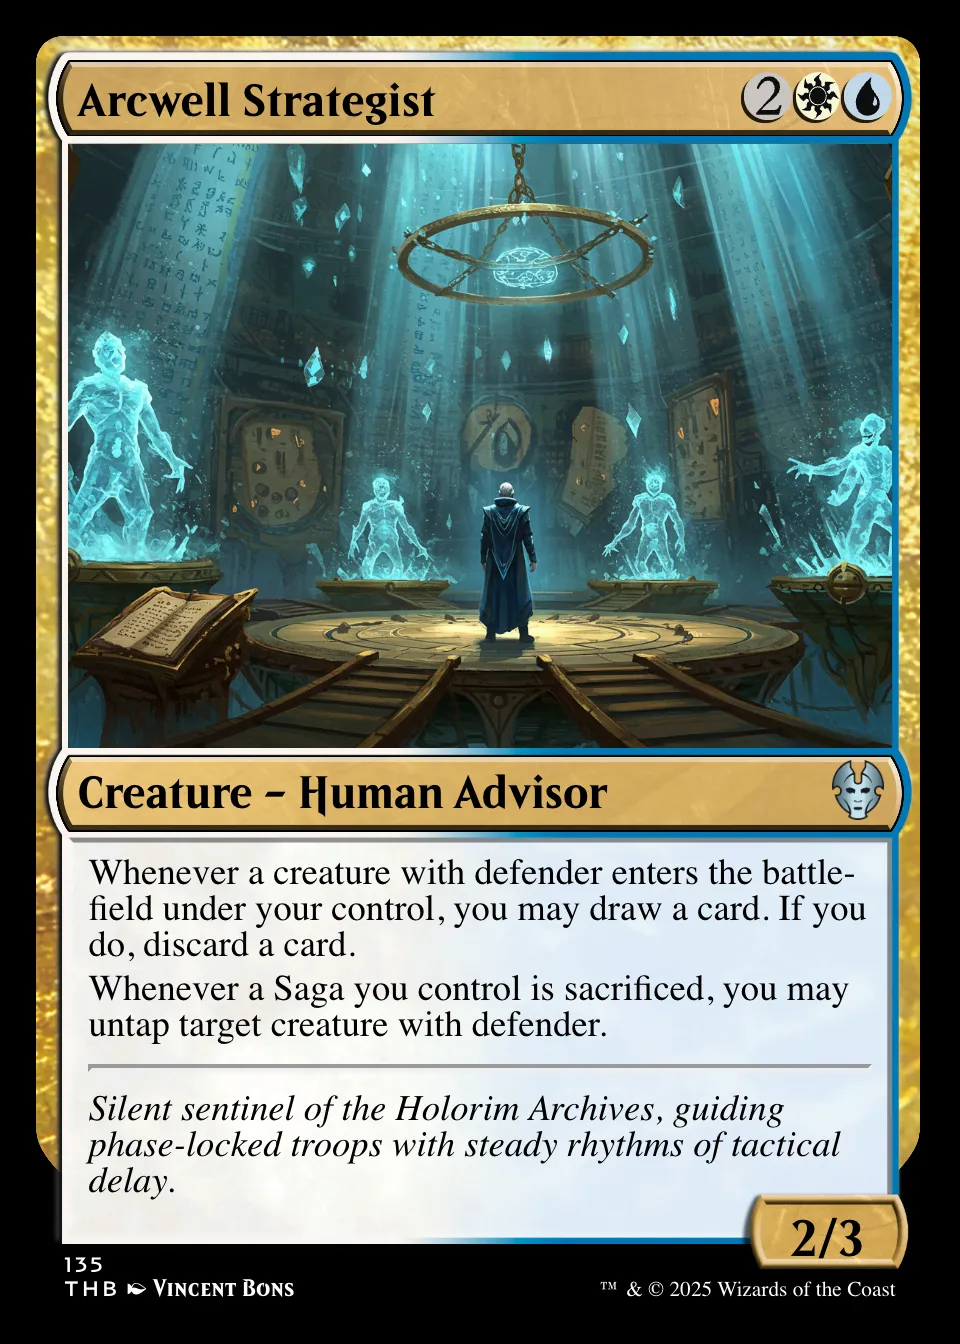 Arcwell Strategist 2
Creature – Human Advisor
Whenever a creature with defender enters the battle-
field under your control, you may draw a card. If you
do, discard a card.
Whenever a Saga you control is sacrificed, you may
untap target creature with defender.
Silent sentinel of the Holorim Archives, guiding
phase-locked troops with steady rhythms of tactical
delay.
2/3
135
THB Vincent Bons
™ & © 2025 Wizards of the Coast